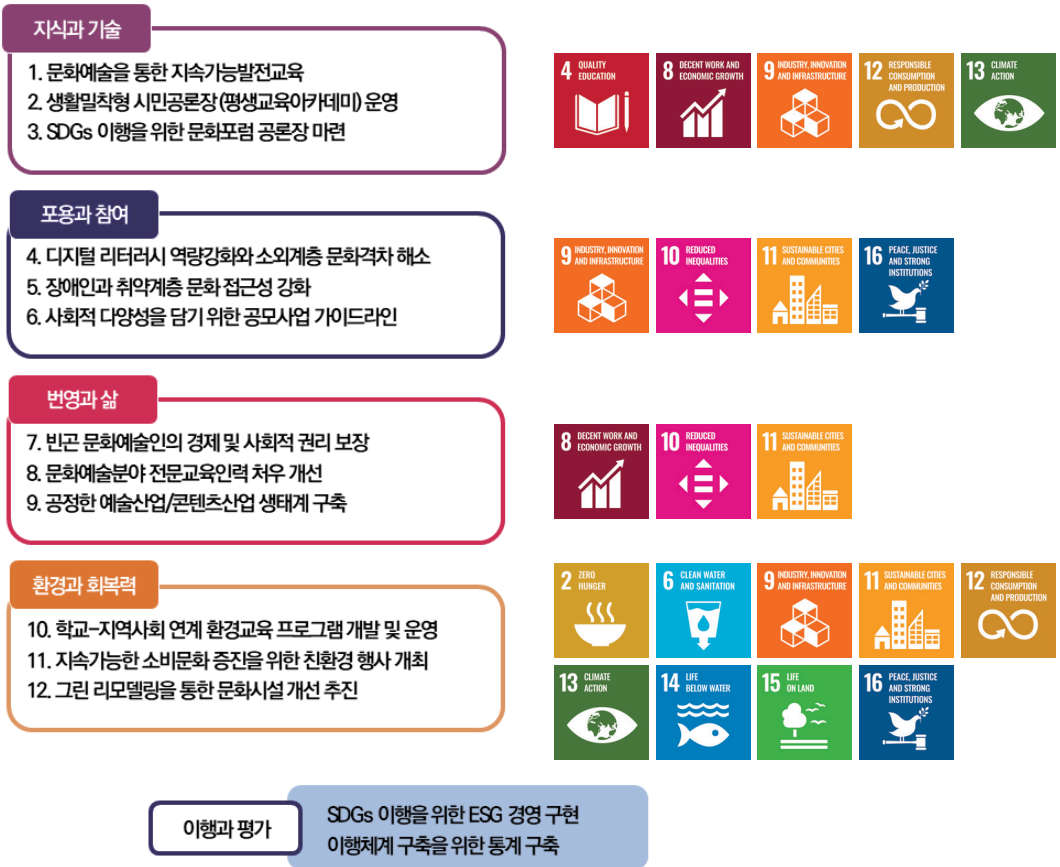 지식과 기술
1. 문화예술을 통한 지속가능발전교육
2. 생활밀착형 시민공론장(평생교육아카데미) 운영
3. SDGs 이행을 위한 문화포럼 공론장 마련
4 QUALITY
EDUCATION
8 DECENT WORK AND
ECONOMIC GROWTH
9 INDUSTRY, INNOVATION
AND INFRASTRUCTURE
12 RESPONSIBLE
CONSUMPTION
AND PRODUCTION
13 CLIMATE
ACTION
포용과 참여
4. 디지털 리터러시 역량강화와 소외계층 문화격차 해소
5. 장애인과 취약계층 문화 접근성 강화
6. 사회적 다양성을 담기 위한 공모사업 가이드라인
9 INDUSTRY, INNOVATION
AND INFRASTRUCTURE
10 REDUCED
INEQUALITIES
11 SUSTAINABLE CITIES
AND COMMUNITIES
16 PEACE, JUSTICE
AND STRONG
INSTITUTIONS
번영과 삶
7. 빈곤 문화예술인의 경제 및 사회적 권리 보장
8. 문화예술분야 전문교육인력 처우 개선
9. 공정한 예술산업/콘텐츠산업 생태계 구축
8 DECENT WORK AND
ECONOMIC GROWTH
10 REDUCED
INEQUALITIES
11 SUSTAINABLE CITIES
AND COMMUNITIES
환경과 회복력
10. 학교-지역사회 연계 환경교육 프로그램 개발 및 운영
11. 지속가능한 소비문화 증진을 위한 친환경 행사 개최
12. 그린 리모델링을 통한 문화시설 개선 추진
2 ZERO
HUNGER
6 CLEAN WATER
AND SANITATION
9 INDUSTRY, INNOVATION
AND INFRASTRUCTURE
11 SUSTAINABLE CITIES
AND COMMUNITIES
12 RESPONSIBLE
CONSUMPTION
AND PRODUCTION
13 CLIMATE
ACTION
14 LIFE
BELOW WATER
15 LIFE
ON LAND
16 PEACE, JUSTICE
AND STRONG
INSTITUTIONS
이행과 평가
SDGs 이행을 위한 ESG 경영 구현
이행체계 구축을 위한 통계 구축